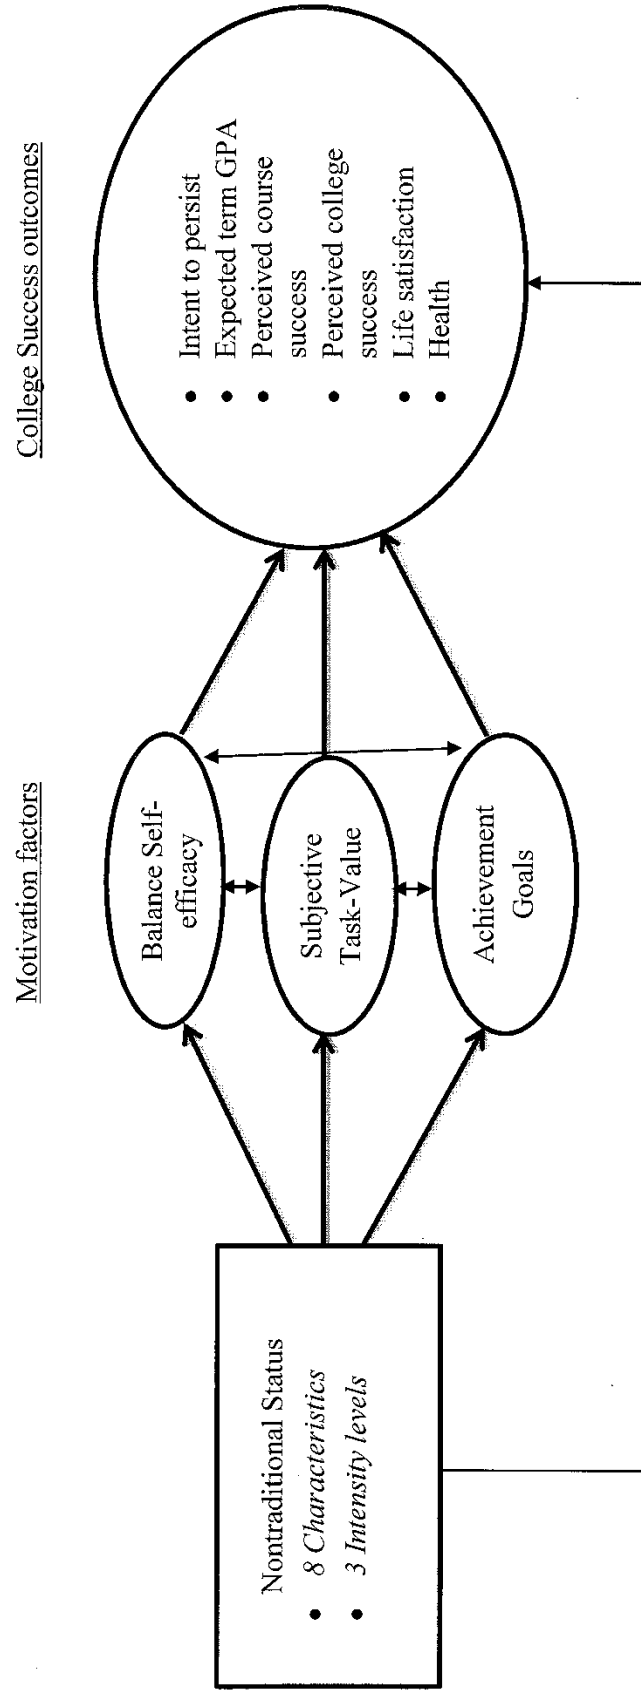 Motivation factors
College Success outcomes
Nontraditional Status
• 8 Characteristics
• 3 Intensity levels
Balance Self-
efficacy
Subjective
Task-Value
Achievement
Goals
• Intent to persist
• Expected term GPA
• Perceived course
success
• Perceived college
success
• Life satisfaction
• Health